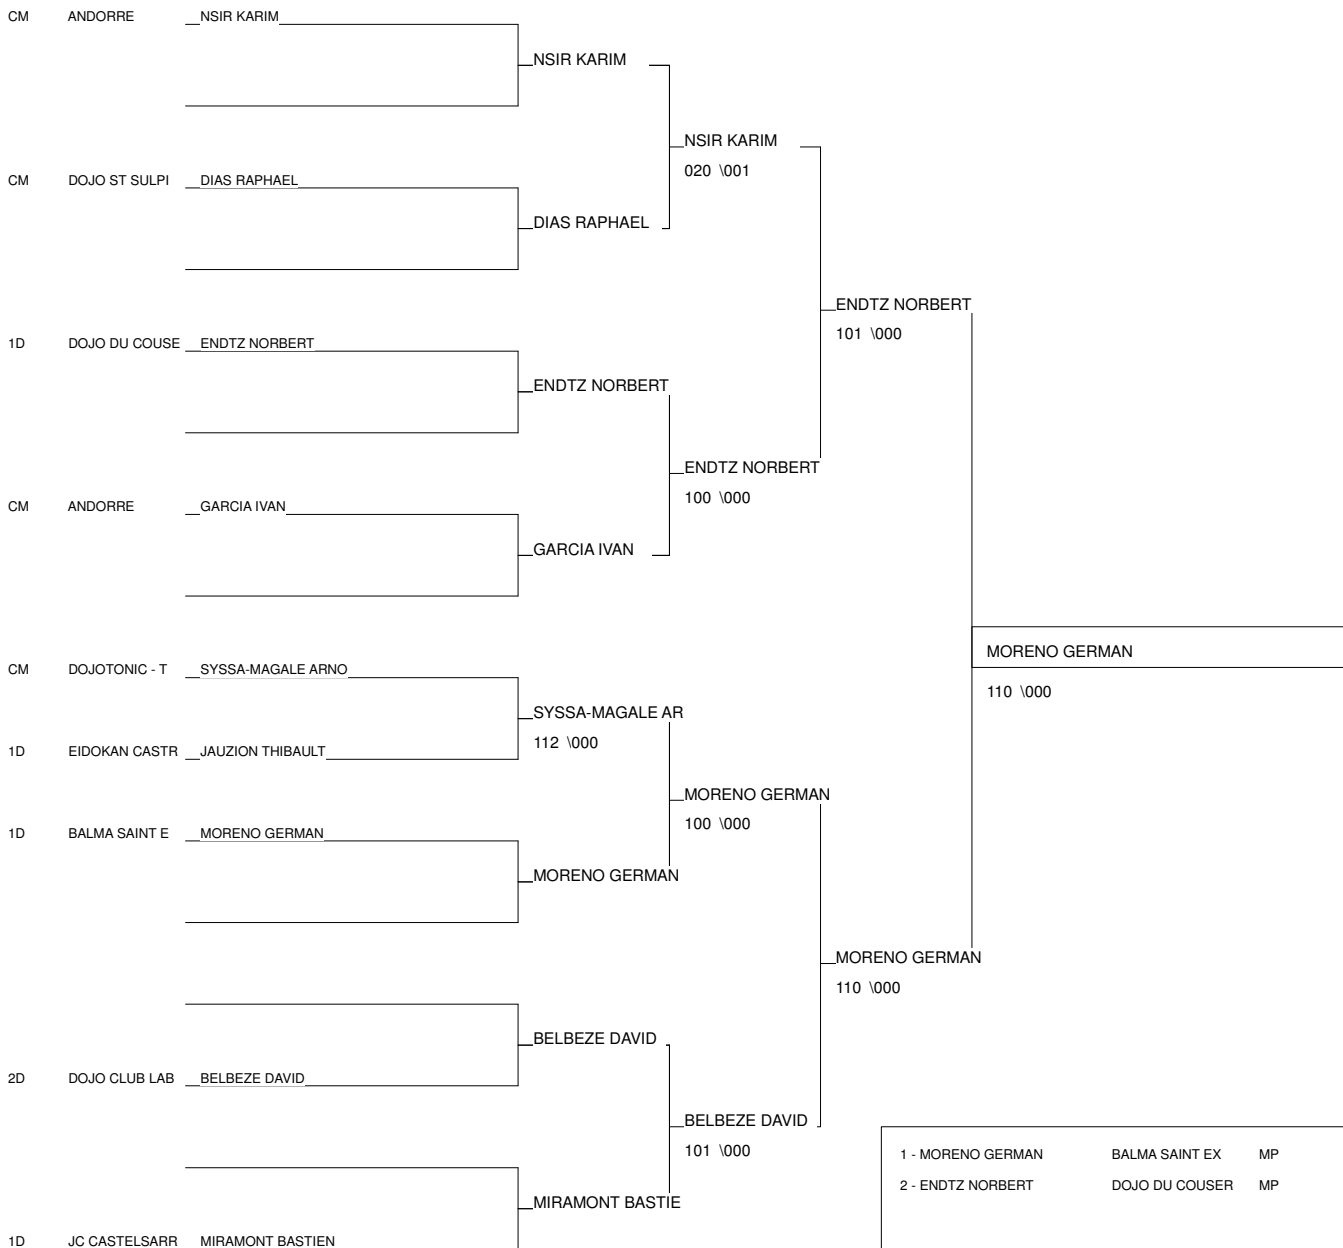 CM ANDORRE NSIR KARIM
NSIR KARIM
NSIR KARIM
020 \001
CM DOJO ST SULPI DIAS RAPHAEL
DIAS RAPHAEL
ENDTZ NORBERT
101 \000
1D DOJO DU COUSE ENDTZ NORBERT
ENDTZ NORBERT
ENDTZ NORBERT
100 \000
CM ANDORRE GARCIA IVAN
GARCIA IVAN
MORENO GERMAN
110 \000
CM DOJOTONIC - T SYSSA-MAGALE ARNO
SYSSA-MAGALE AR
112 \000
1D EIDOKAN CASTR JAUZION THIBAULT
MORENO GERMAN
100 \000
1D BALMA SAINT E MORENO GERMAN
MORENO GERMAN
MORENO GERMAN
110 \000
BELBEZE DAVID
2D DOJO CLUB LAB BELBEZE DAVID
BELBEZE DAVID
101 \000
MIRAMONT BASTIE
1D JC CASTELSARR MIRAMONT BASTIEN
1 - MORENO GERMAN BALMA SAINT EX MP
2 - ENDTZ NORBERT DOJO DU COUSER MP